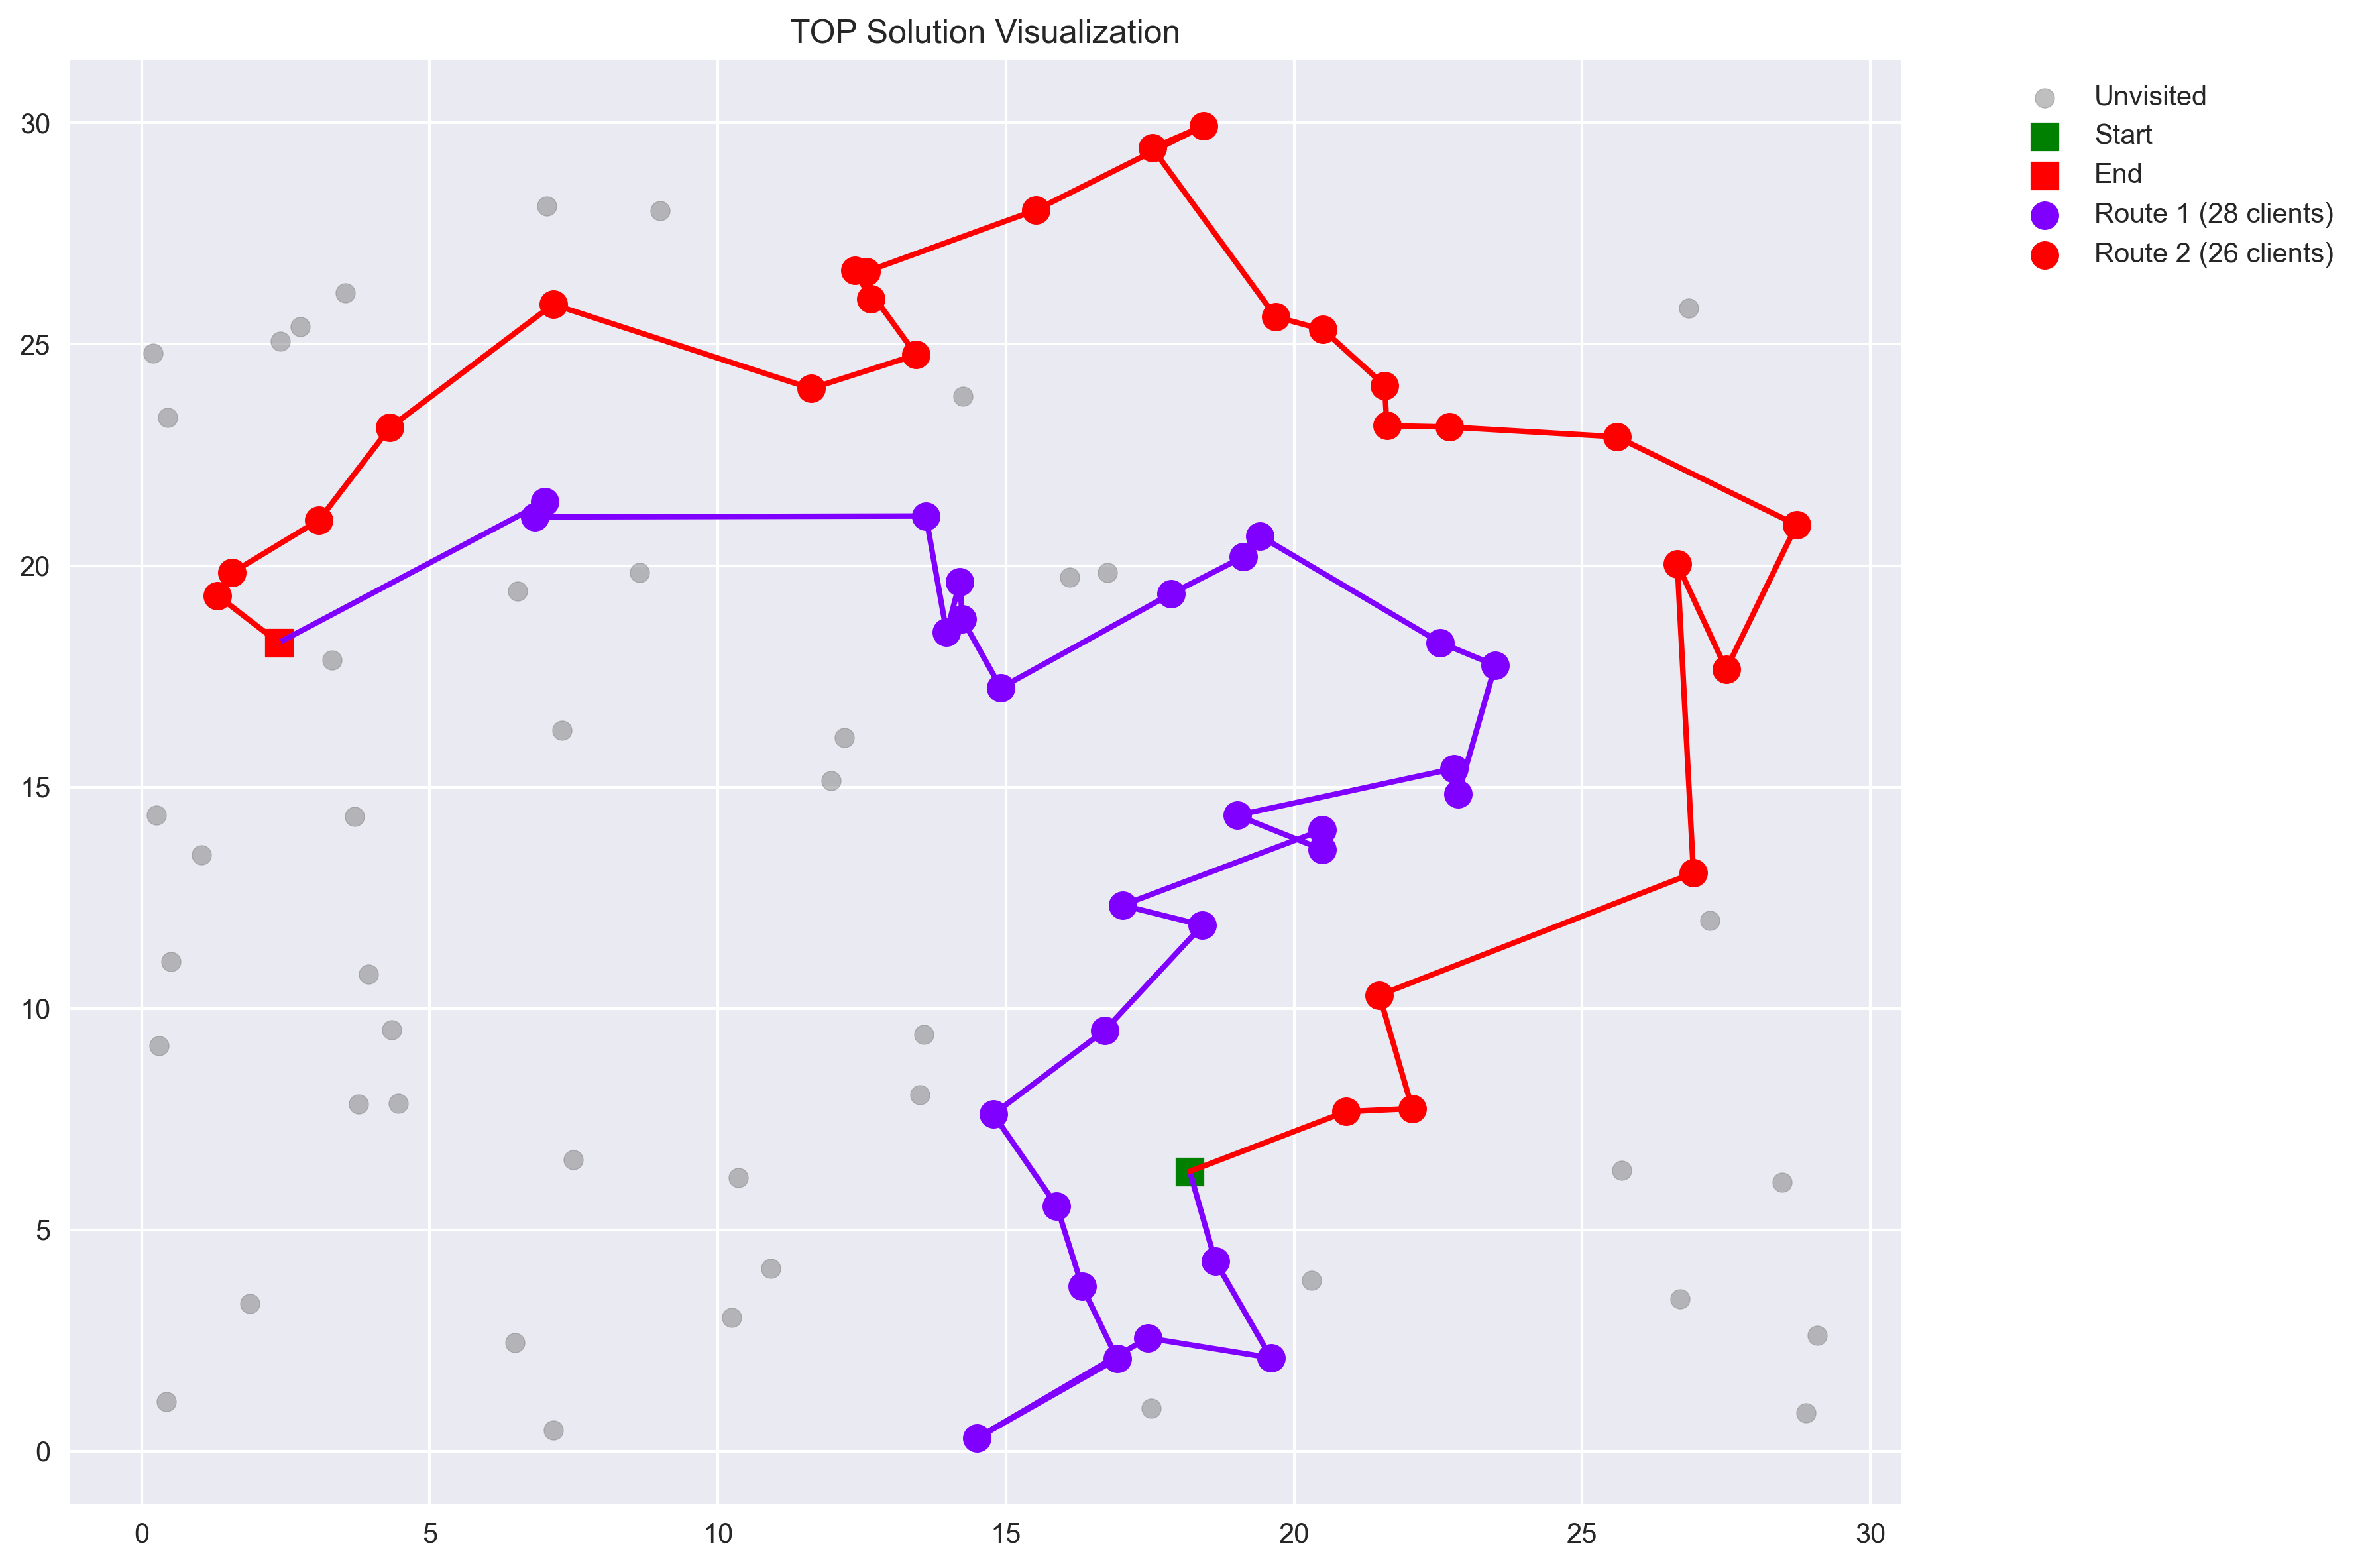 TOP Solution Visualization
30
25
20
15
10
5
0
0 5 10 15 20 25 30
Unvisited
Start
End
Route 1 (28 clients)
Route 2 (26 clients)